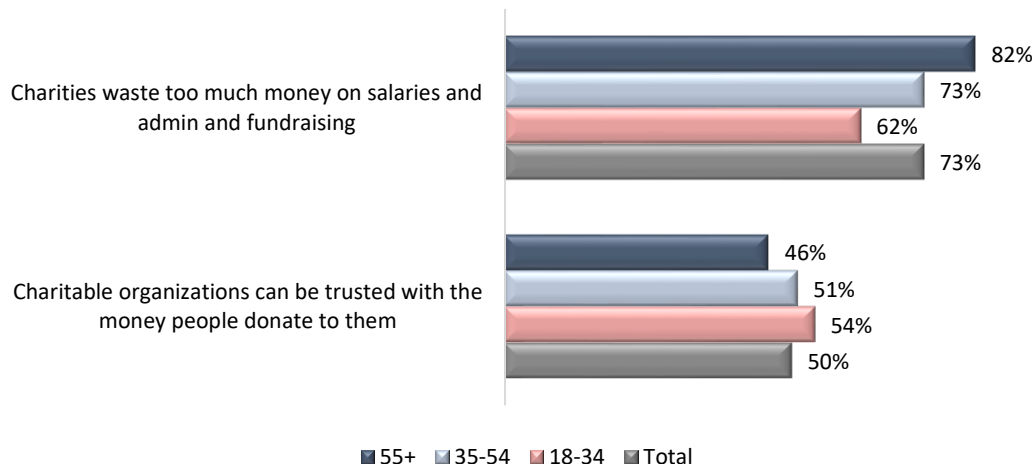 82%
Charities waste too much money on salaries and
admin and fundraising
73%
62%
73%
46%
Charitable organizations can be trusted with the
money people donate to them
51%
54%
50%
55+ 35-54 18-34 Total